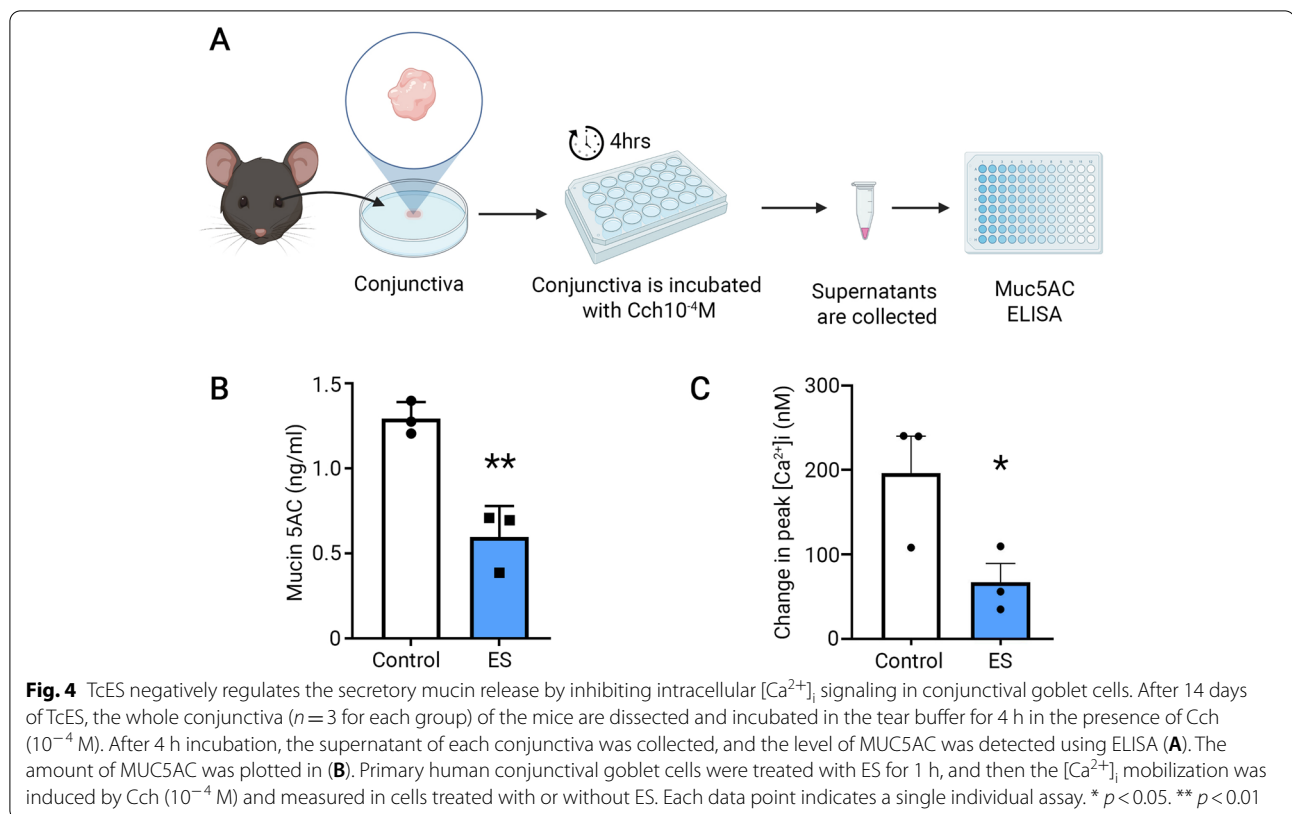 A
4hrs
Conjunctiva
Conjunctiva is incubated
with Cch10⁻⁴M
Supernatants
are collected
Muc5AC
ELISA
B
Mucin 5AC (ng/ml)
1.5
1.0
0.5
0
**
Control
ES
C
Change in peak [Ca²⁺]i (nM)
300
200
100
0
*
Control
ES
Fig. 4 TcES negatively regulates the secretory mucin release by inhibiting intracellular [Ca²⁺]ᵢ signaling in conjunctival goblet cells. After 14 days
of TcES, the whole conjunctiva (n = 3 for each group) of the mice are dissected and incubated in the tear buffer for 4 h in the presence of Cch
(10⁻⁴ M). After 4 h incubation, the supernatant of each conjunctiva was collected, and the level of MUC5AC was detected using ELISA (A). The
amount of MUC5AC was plotted in (B). Primary human conjunctival goblet cells were treated with ES for 1 h, and then the [Ca²⁺]ᵢ mobilization was
induced by Cch (10⁻⁴ M) and measured in cells treated with or without ES. Each data point indicates a single individual assay. * p < 0.05. ** p < 0.01